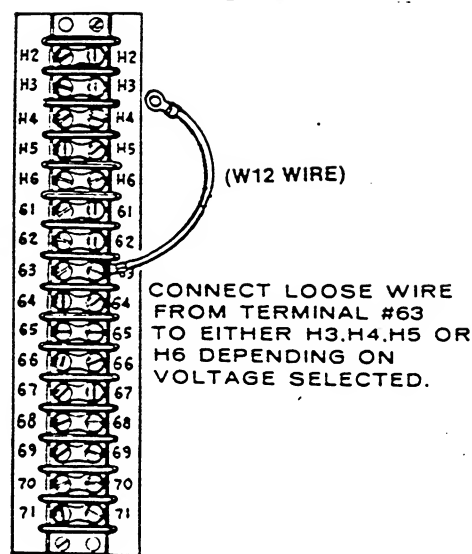 H2 H2
H3 H3
H4 H4
H5 H5
H6 H6
(W12 WIRE)
61 61
62 62
63 63
64 64
CONNECT LOOSE WIRE
FROM TERMINAL #63
65 65
TO EITHER H3.H4.H5 OR
66 66
H6 DEPENDING ON
VOLTAGE SELECTED.
67 67
68 68
69 69
70 70
71 71